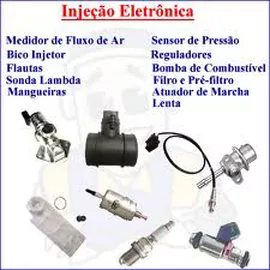 Injeção Eletrônica
Medidor de Fluxo de Ar
Bico Injetor
Flautas
Sonda Lambda
Mangueiras
Sensor de Pressão
Reguladores
Bomba de Combustível
Filro e Pré-filtro
Atuador de Marcha
Lenta